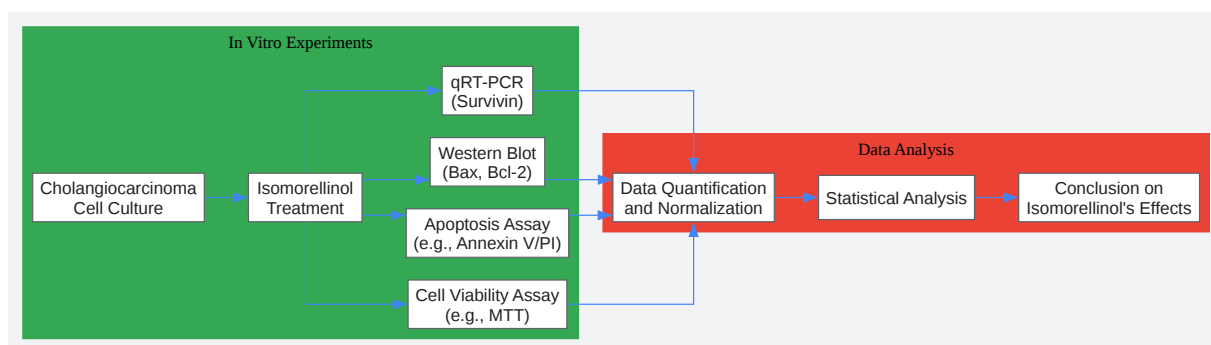 In Vitro Experiments
qRT-PCR
(Survivin)
Western Blot
(Bax, Bcl-2)
Cholangiocarcinoma
Cell Culture
Isomorellinol
Treatment
Apoptosis Assay
(e.g., Annexin V/PI)
Cell Viability Assay
(e.g., MTT)
Data Analysis
Data Quantification
and Normalization
Statistical Analysis
Conclusion on
Isomorellinol's Effects